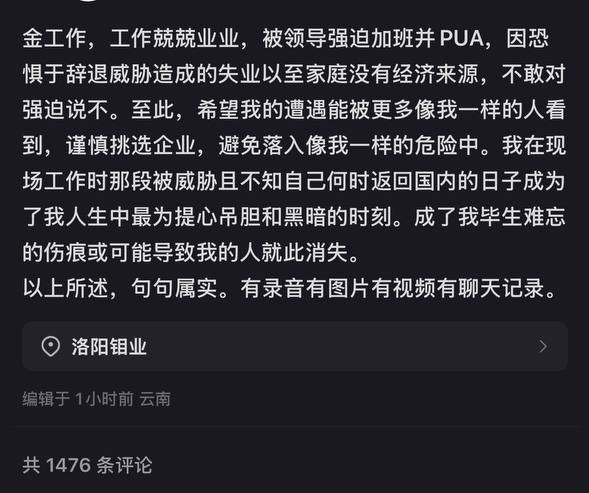 金工作，工作兢兢业业，被领导强迫加班并PUA，因恐
惧于辞退威胁造成的失业以至家庭没有经济来源，不敢对
强迫说不。至此，希望我的遭遇能被更多像我一样的人看
到，谨慎挑选企业，避免落入像我一样的危险中。我在现
场工作时那段被威胁且不知自己何时返回国内的日子成为
了我人生中最为提心吊胆和黑暗的时刻。成了我毕生难忘
的伤痕或可能导致我的人就此消失。
以上所述，句句属实。有录音有图片有视频有聊天记录。
洛阳钼业
编辑于 1小时前 云南
共 1476 条评论